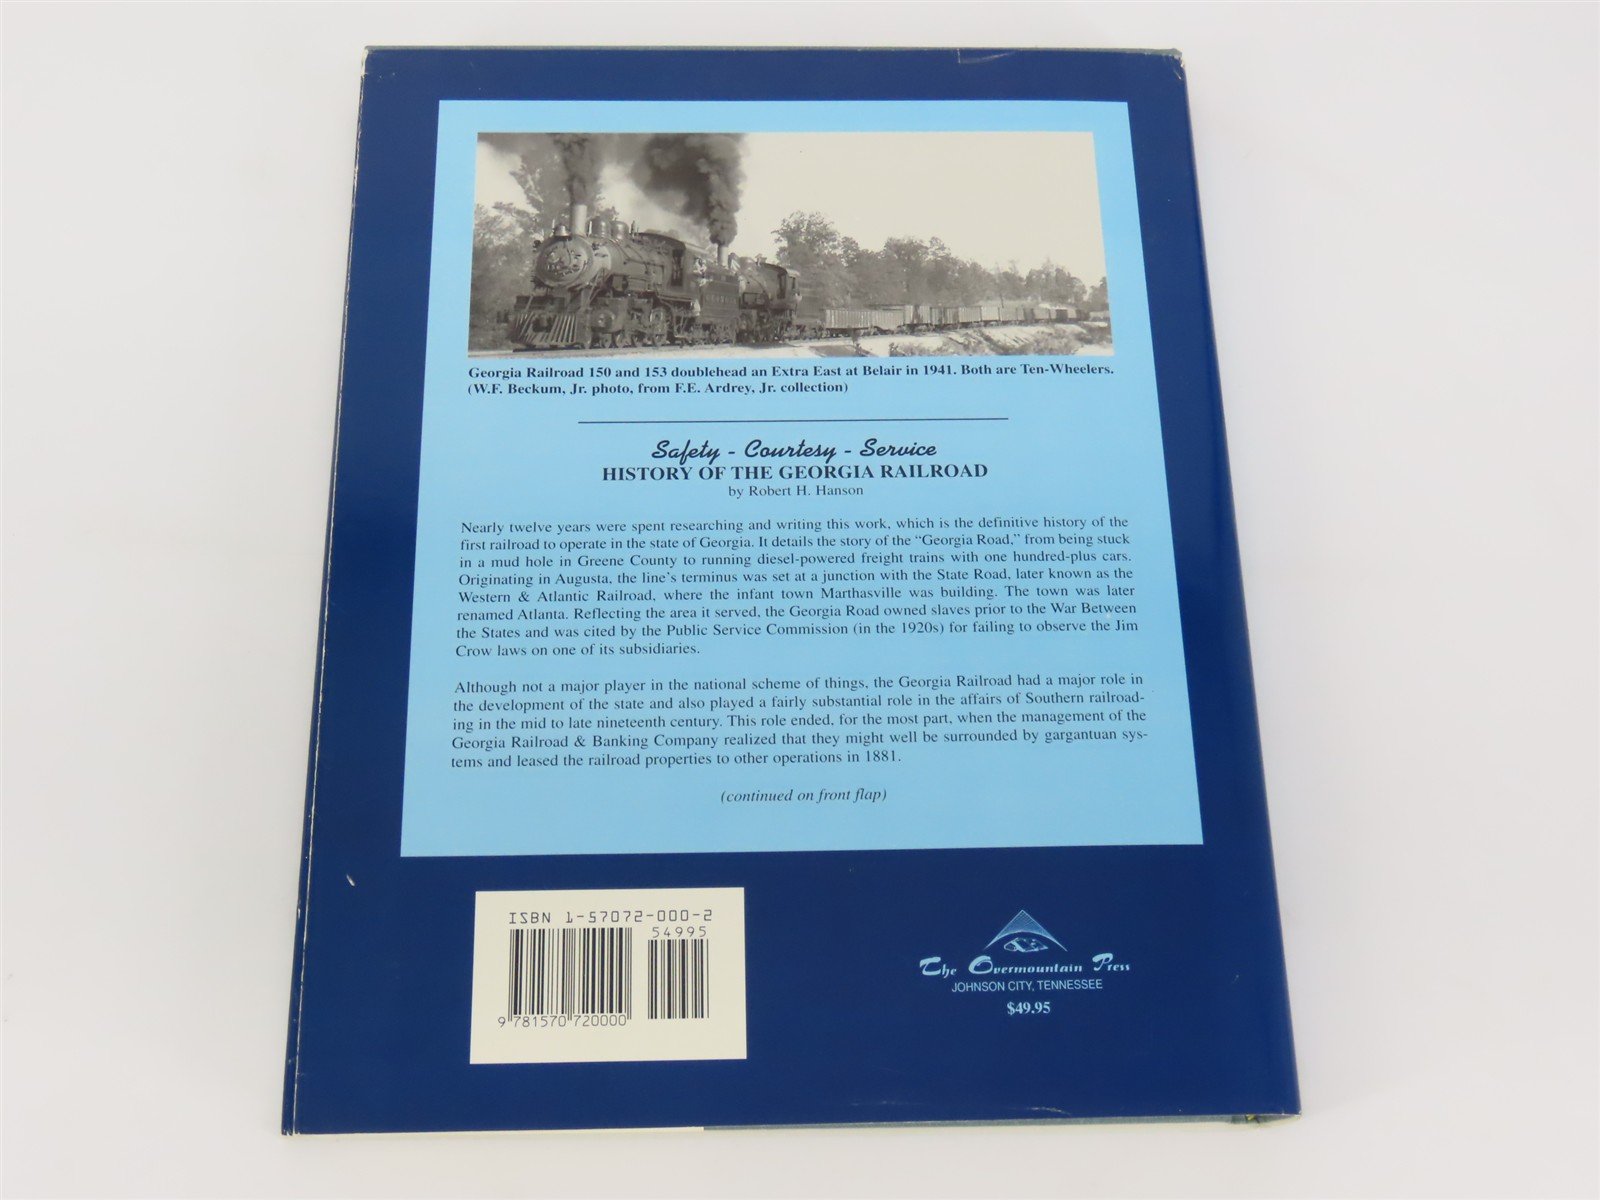 Georgia Railroad 150 and 153 doublehead an Extra East at Belair in 1941. Both are Ten-Wheelers.
(W.F. Beckum, Jr. photo, from F.E. Ardrey, Jr. collection)
Safety - Courtesy - Service
HISTORY OF THE GEORGIA RAILROAD
by Robert H. Hanson
Nearly twelve years were spent researching and writing this work, which is the definitive history of the
first railroad to operate in the state of Georgia. It details the story of the “Georgia Road,” from being stuck
in a mud hole in Greene County to running diesel-powered freight trains with one hundred-plus cars.
Originating in Augusta, the line's terminus was set at a junction with the State Road, later known as the
Western & Atlantic Railroad, where the infant town Marthasville was building. The town was later
renamed Atlanta. Reflecting the area it served, the Georgia Road owned slaves prior to the War Between
the States and was cited by the Public Service Commission (in the 1920s) for failing to observe the Jim
Crow laws on one of its subsidiaries.
Although not a major player in the national scheme of things, the Georgia Railroad had a major role in
the development of the state and also played a fairly substantial role in the affairs of Southern railroad-
ing in the mid to late nineteenth century. This role ended, for the most part, when the management of the
Georgia Railroad & Banking Company realized that they might well be surrounded by gargantuan sys-
tems and leased the railroad properties to other operations in 1881.
(continued on front flap)
ISBN 1-57072-000-2
54995
9 781570 720000
The Overmountain Press
JOHNSON CITY, TENNESSEE
$49.95